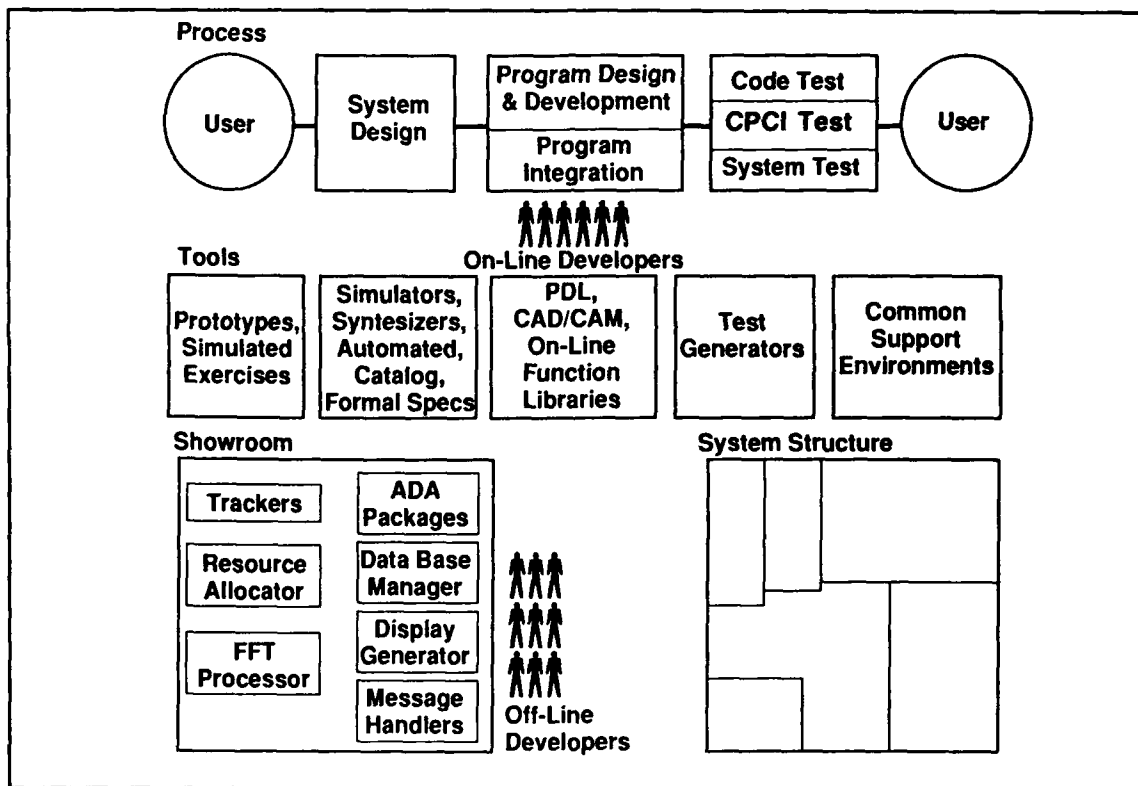 Process
User
System
Design
Program Design
& Development
Program
Integration
Code Test
CPCI Test
System Test
User
On-Line Developers
Tools
Prototypes,
Simulated
Exercises
Simulators,
Syntesizers,
Automated,
Catalog,
Formal Specs
PDL,
CAD/CAM,
On-Line
Function
Libraries
Test
Generators
Common
Support
Environments
Showroom
Trackers
Resource
Allocator
FFT
Processor
ADA
Packages
Data Base
Manager
Display
Generator
Message
Handlers
Off-Line
Developers
System Structure